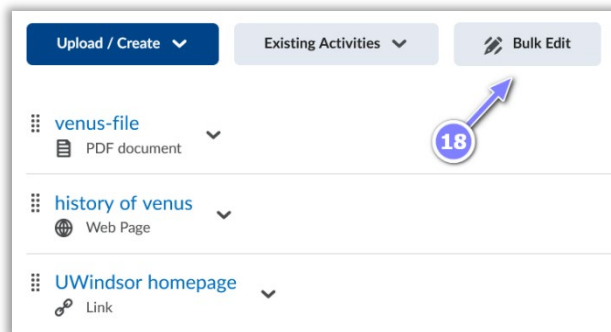 Upload / Create
Existing Activities
Bulk Edit
18
venus-file
PDF document
history of venus
Web Page
UWindsor homepage
Link